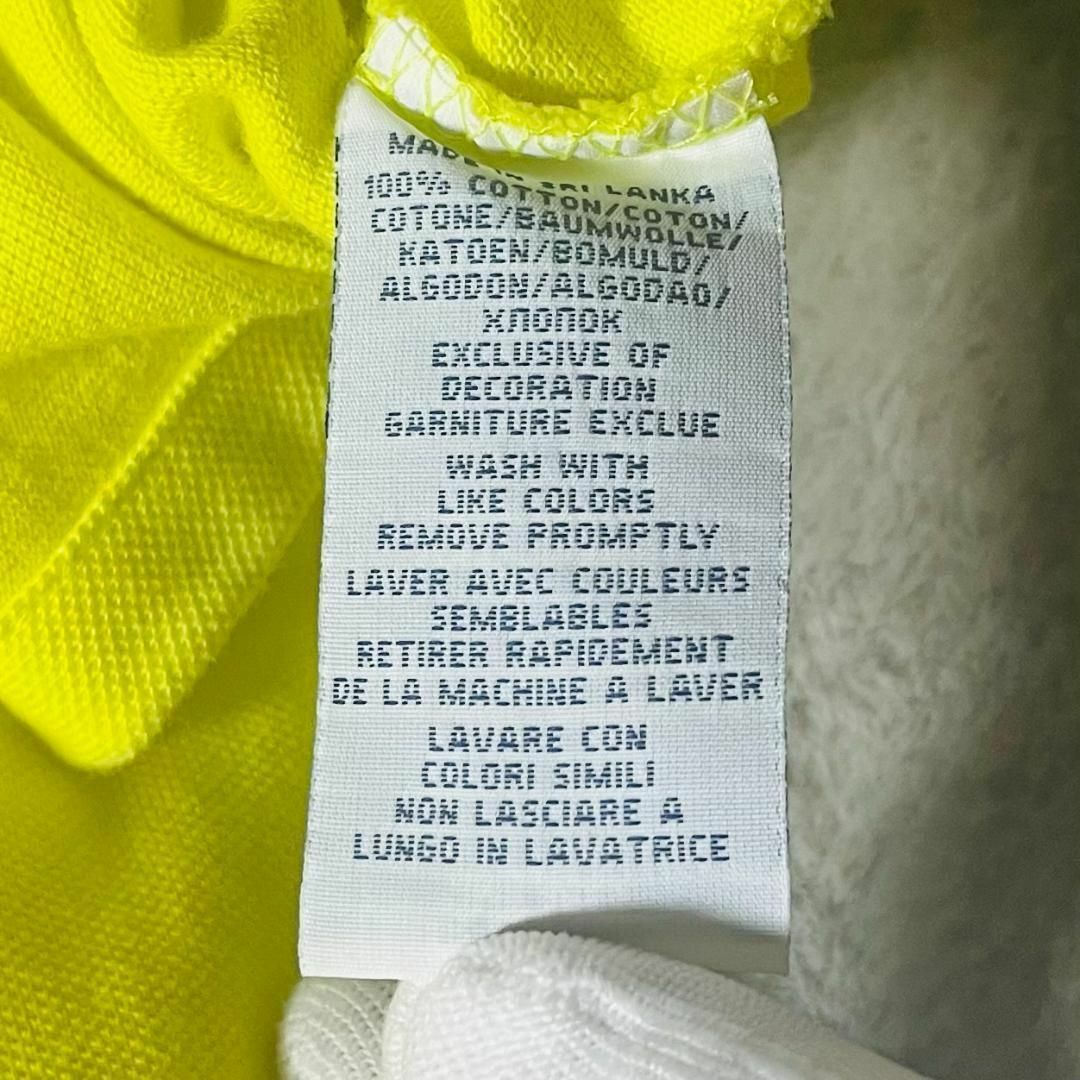 MADE IN SRI LANKA
100% COTTON/COTON/
COTONE/BAUMWOLLE/
KATOEN/BOMULD/
ALGODON/ALGODAO/
ХЛОПОК
EXCLUSIVE OF
DECORATION
GARNITURE EXCLUE
WASH WITH
LIKE COLORS
REMOVE PROMPTLY
LAVER AVEC COULEURS
SEMBLABLES
RETIRER RAPIDEMENT
DE LA MACHINE A LAVER
LAVARE CON
COLORI SIMILI
NON LASCIARE A
LUNGO IN LAVATRICE